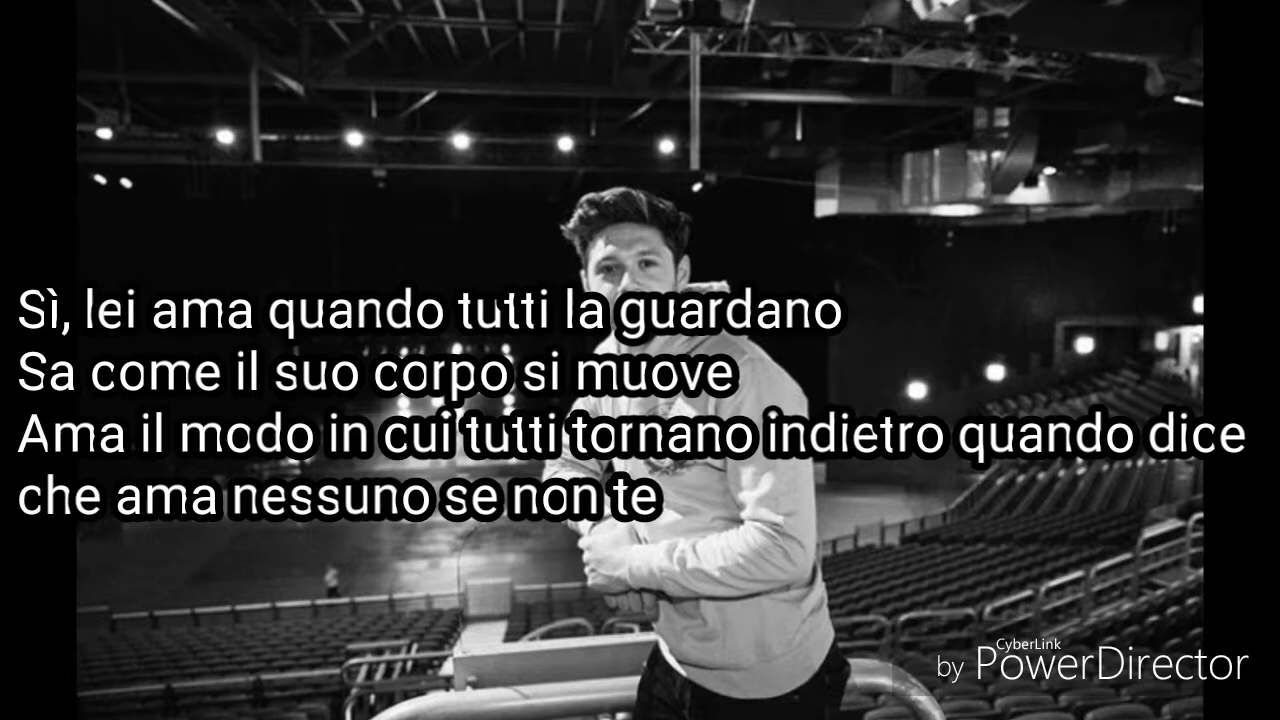 Sì, lei ama quando tutti la guardano
Sa come il suo corpo si muove
Ama il modo in cui tutti tornano indietro quando dice
che ama nessuno se non te
CyberLink
by PowerDirector